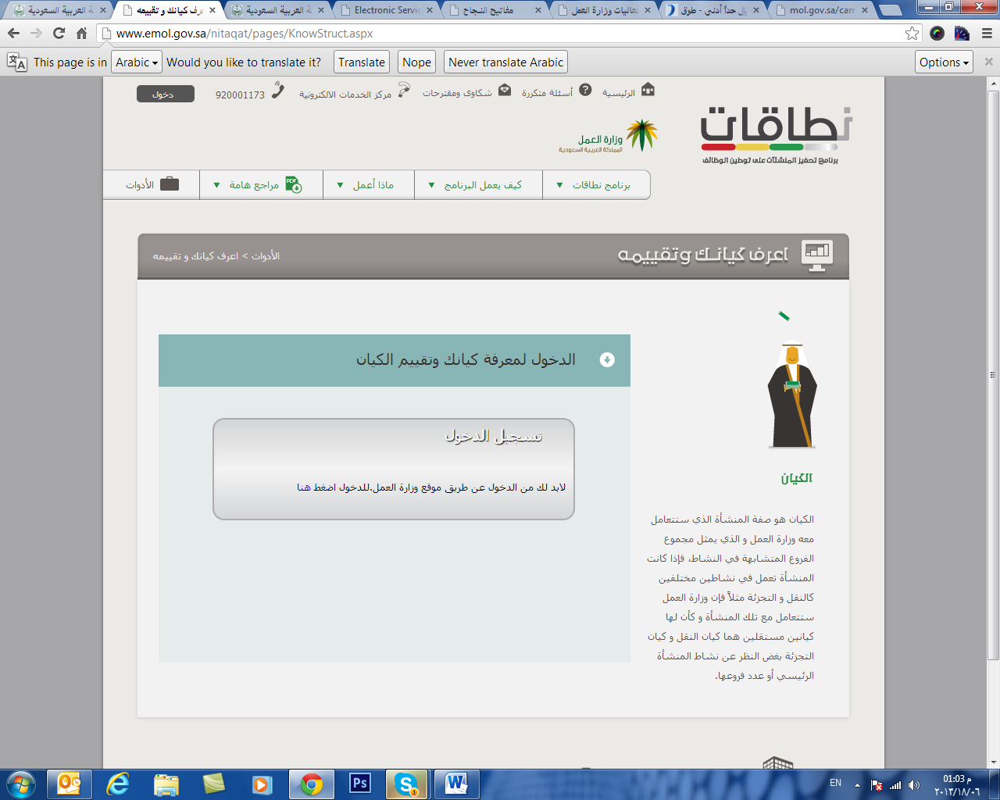 ة العربية السعودية
عرف كيانك و تقييمه
ة العربية السعودية
Electronic Servic
مفاتيح النجاح
فعاليات وزارة العمل
يال حداً أدنى - طوق
mol.gov.sa/cam
www.emol.gov.sa/nitaqat/pages/KnowStruct.aspx
This page is in Arabic Would you like to translate it? Translate Nope Never translate Arabic Options
الرئيسية
أسئلة متكررة
شكاوى ومقترحات
مركز الخدمات الالكترونية
920001173
دخول
نطاقات
برنامج تحفيز المنشآت على توطين الوظائف
وزارة العمل
المملكة العربية السعودية
برنامج نطاقات
كيف يعمل البرنامج
ماذا أعمل
مراجع هامة
PDF
الأدوات
اعرف كيانك وتقييمه
الأدوات > اعرف كيانك و تقييمه
الدخول لمعرفة كيانك وتقييم الكيان
تسجيل الدخول
لابد لك من الدخول عن طريق موقع وزارة العمل.للدخول اضغط هنا
الكيان
الكيان هو صفة المنشأة الذي ستتعامل
معه وزارة العمل و الذي يمثل مجموع
الفروع المتشابهة في النشاط، فإذا كانت
المنشأة تعمل في نشاطين مختلفين
كالنقل و التجزئة مثلاً فإن وزارة العمل
ستتعامل مع تلك المنشأة و كأن لها
كيانين مستقلين هما كيان النقل و كيان
التجزئة بغض النظر عن نشاط المنشأة
الرئيسي أو عدد فروعها.
Ps
1
EN
01:03 م
٢٠١٣/١٨/٠٦